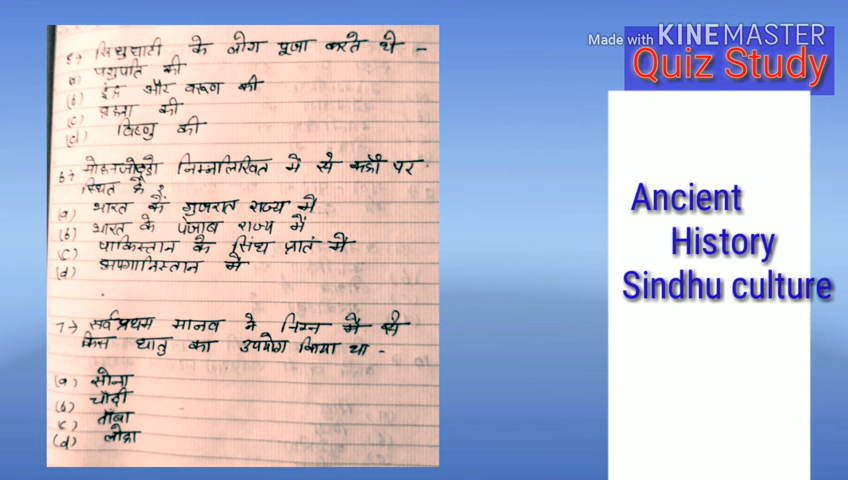 5→ सिंधुघाटी के लोग पूजा करते थे -
(a) पशुपति की
(b) इंद्र और वरूण की
(c) ब्रह्मा की
(d) विष्णु की
6→ मोहनजोदड़ो निम्नलिखित में से कहाँ पर
स्थित है ?
(a) भारत के गुजरात राज्य में
(b) भारत के पंजाब राज्य में
(c) पाकिस्तान के सिंध प्रातं में
(d) अफगानिस्तान में
7→ सर्वप्रथम मानव ने निम्न में से
किस धातु का उपयोग किया था -
(a) सोना
(b) चाँदी
(c) ताँबा
(d) लोहा
Made with KINEMASTER
Quiz Study
Ancient
History
Sindhu culture